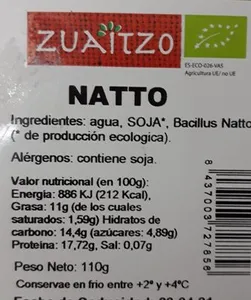 ZUAITZO
ES-ECO-026-VAS
Agricultura UE/ no UE
NATTO
Ingredientes: agua, SOJA*, Bacillus Natto
(* de producción ecologica).
Alérgenos: contiene soja.
Valor nutricional (en 100g):
Energia: 886 KJ (212 Kcal),
Grasa: 11g (de los cuales
saturados: 1,59g) Hidratos de
carbono: 14,4g (azúcares: 4,89g)
Proteina: 17,72g, Sal: 0,07g
Peso Neto: 110g
Conservae en frio entre +2º y +4ºC
8 437023 727856